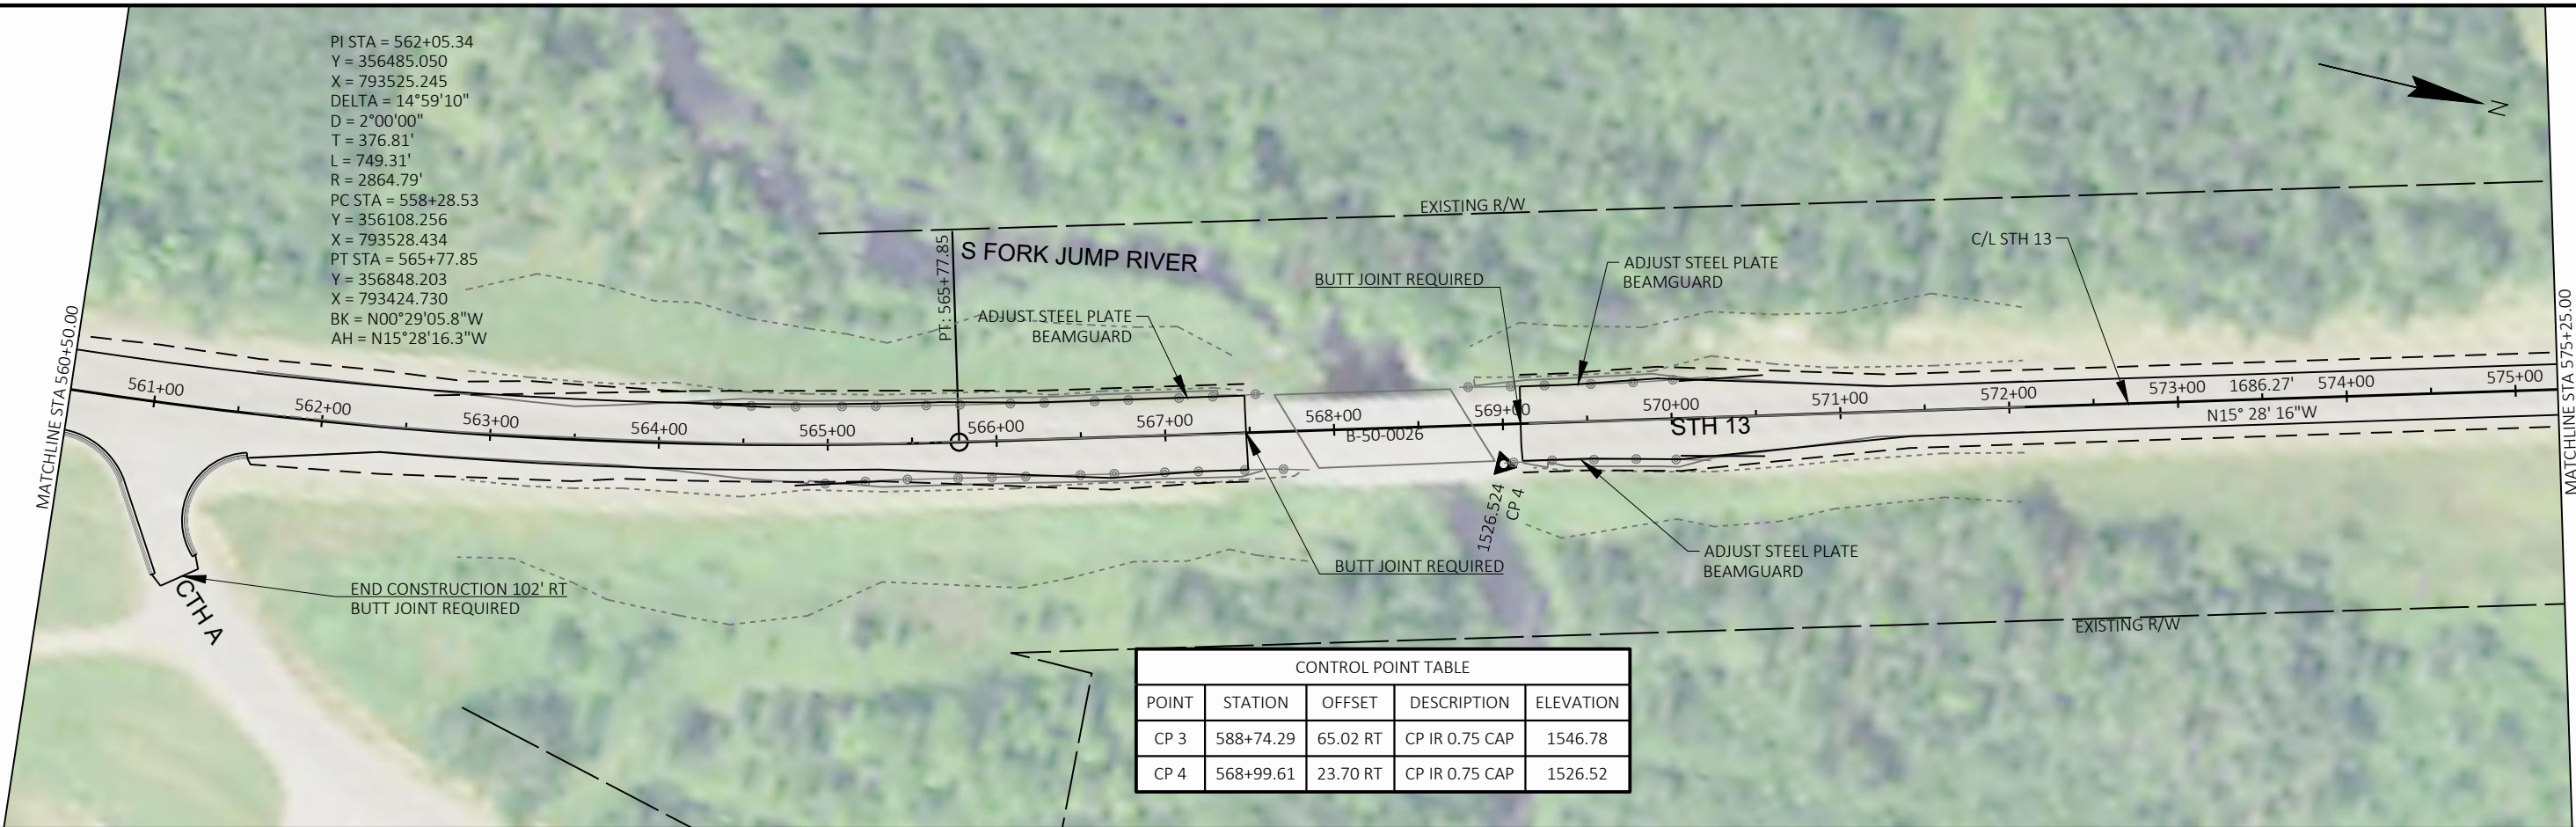 PI STA = 562+05.34
Y = 356485.050
X = 793525.245
DELTA = 14°59'10"
D = 2°00'00"
T = 376.81'
L = 749.31'
R = 2864.79'
PC STA = 558+28.53
Y = 356108.256
X = 793528.434
PT STA = 565+77.85
Y = 356848.203
X = 793424.730
BK = N00°29'05.8"W
AH = N15°28'16.3"W
N
EXISTING R/W
C/L STH 13
S FORK JUMP RIVER
PT: 565+77.85
ADJUST STEEL PLATE
BEAMGUARD
BUTT JOINT REQUIRED
ADJUST STEEL PLATE
BEAMGUARD
MATCHLINE STA 560+50.00
561+00
562+00
563+00
564+00
565+00
566+00
567+00
568+00
569+00
570+00
571+00
572+00
573+00
1686.27'
574+00
575+00
N15° 28' 16"W
MATCHLINE STA 575+25.00
B-50-0026
STH 13
1526.524
CP 4
ADJUST STEEL PLATE
BEAMGUARD
BUTT JOINT REQUIRED
END CONSTRUCTION 102' RT
BUTT JOINT REQUIRED
CTH A
EXISTING R/W
CONTROL POINT TABLE
POINT STATION OFFSET DESCRIPTION ELEVATION
CP 3 588+74.29 65.02 RT CP IR 0.75 CAP 1546.78
CP 4 568+99.61 23.70 RT CP IR 0.75 CAP 1526.52